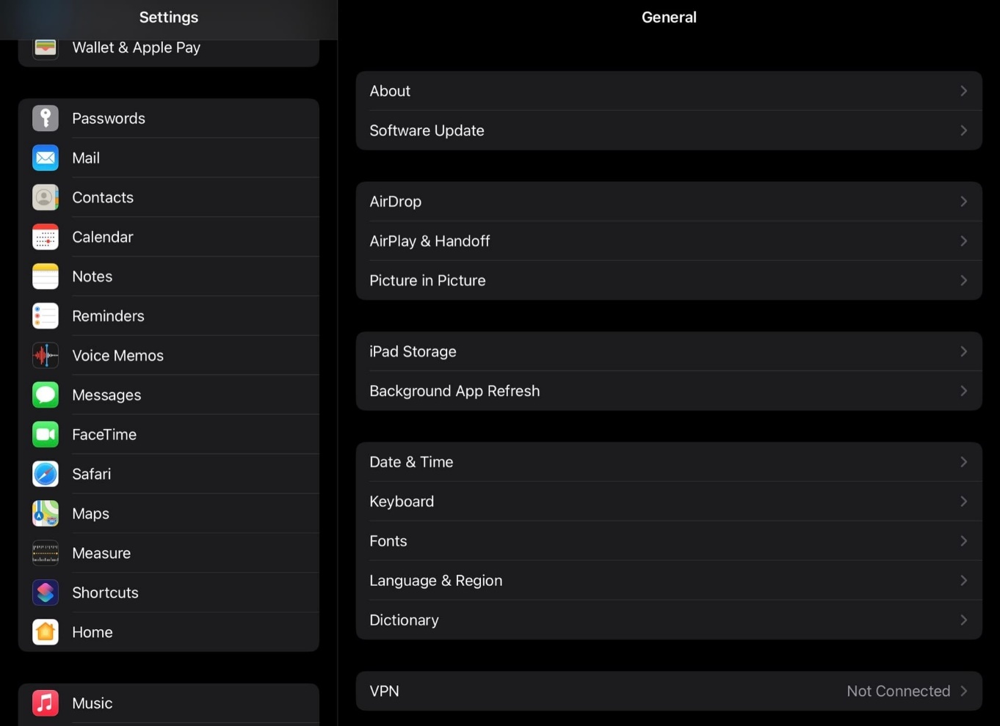 Settings
Wallet & Apple Pay
Passwords
Mail
Contacts
Calendar
Notes
Reminders
Voice Memos
Messages
FaceTime
Safari
Maps
Measure
Shortcuts
Home
Music
General
About
Software Update
AirDrop
AirPlay & Handoff
Picture in Picture
iPad Storage
Background App Refresh
Date & Time
Keyboard
Fonts
Language & Region
Dictionary
VPN Not Connected